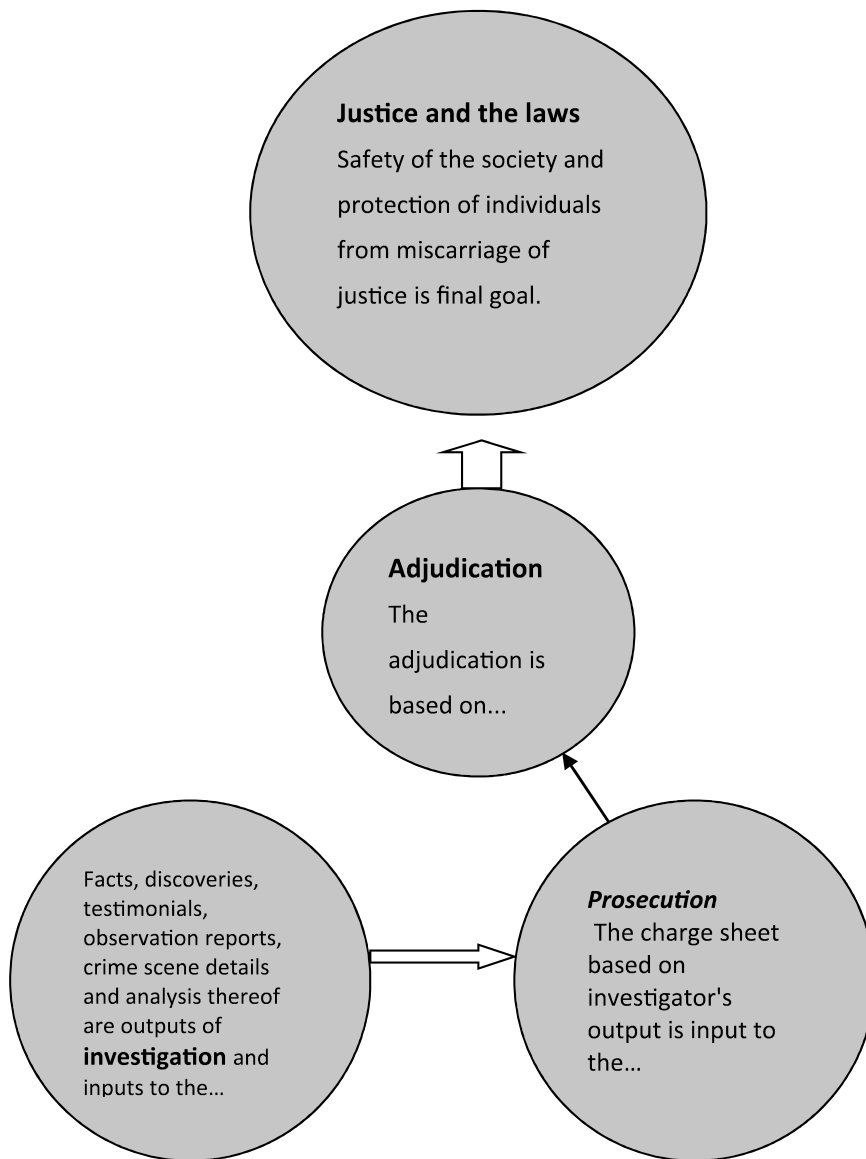 Justice and the laws
Safety of the society and
protection of individuals
from miscarriage of
justice is final goal.
Adjudication
The
adjudication is
based on...
Facts, discoveries,
testimonials,
observation reports,
crime scene details
and analysis thereof
are outputs of
investigation and
inputs to the...
Prosecution
The charge sheet
based on
investigator's
output is input to
the...